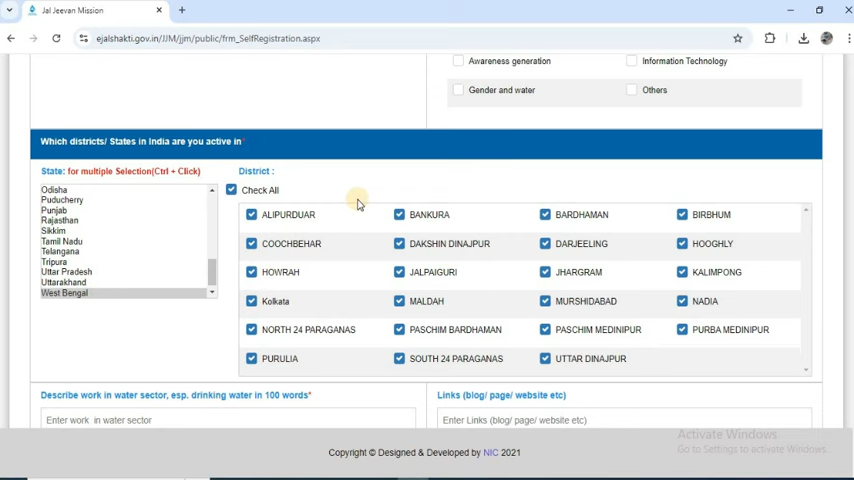 Jal Jeevan Mission
ejalshakti.gov.in/JJM/jjm/public/frm_SelfRegistration.aspx
Awareness generation
Information Technology
Gender and water
Others
Which districts/ States in India are you active in*
State: for multiple Selection(Ctrl + Click)
District :
Odisha
Puducherry
Punjab
Rajasthan
Sikkim
Tamil Nadu
Telangana
Tripura
Uttar Pradesh
Uttarakhand
West Bengal
Check All
ALIPURDUAR BANKURA BARDHAMAN BIRBHUM
COOCHBEHAR DAKSHIN DINAJPUR DARJEELING HOOGHLY
HOWRAH JALPAIGURI JHARGRAM KALIMPONG
Kolkata MALDAH MURSHIDABAD NADIA
NORTH 24 PARAGANAS PASCHIM BARDHAMAN PASCHIM MEDINIPUR PURBA MEDINIPUR
PURULIA SOUTH 24 PARAGANAS UTTAR DINAJPUR
Describe work in water sector, esp. drinking water in 100 words*
Links (blog/ page/ website etc)
Enter work in water sector
Enter Links (blog/ page/ website etc)
Activate Windows
Go to Settings to activate Windows.
Copyright © Designed & Developed by NIC 2021